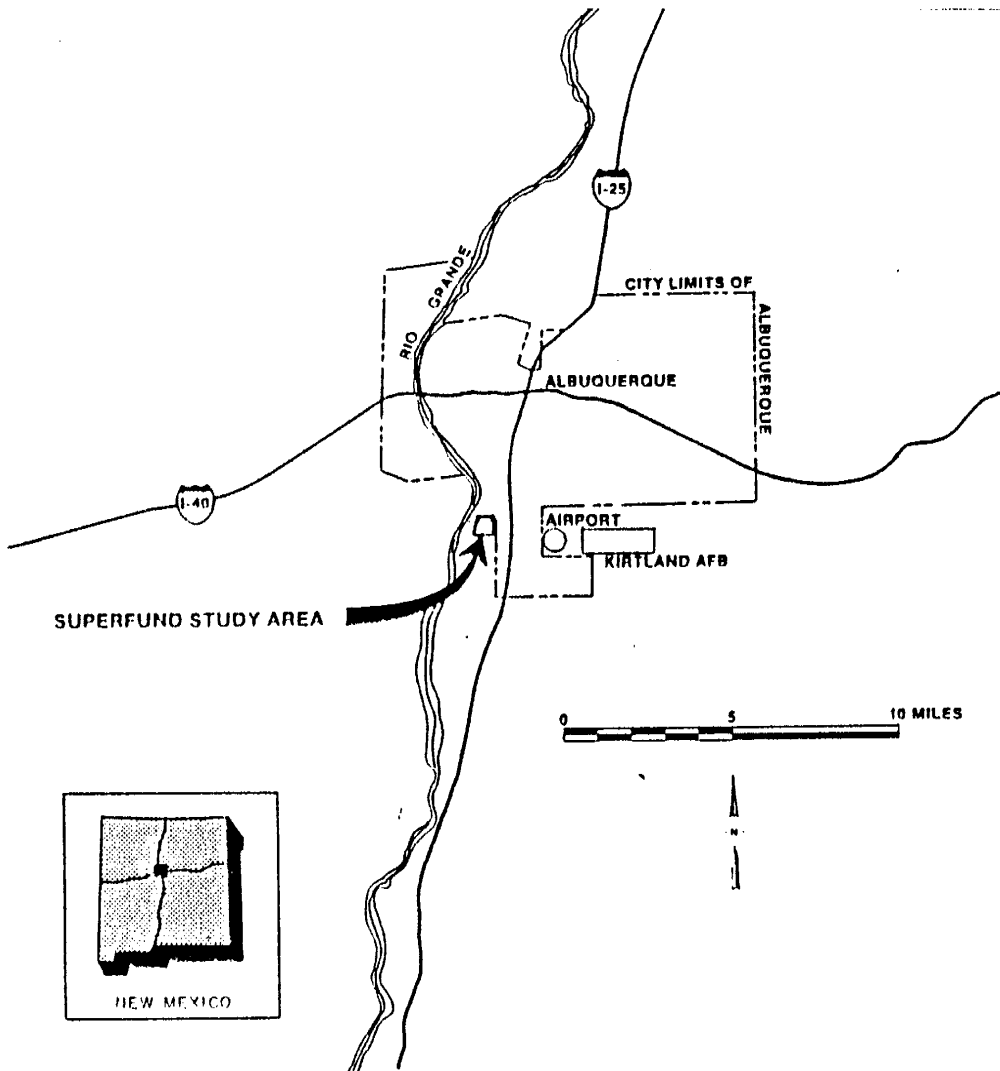 I-25
RIO GRANDE
CITY LIMITS OF
ALBUQUERQUE
ALBUQUERQUE
I-40
AIRPORT
KIRTLAND AFB
SUPERFUND STUDY AREA
0 5 10 MILES
N
NEW MEXICO